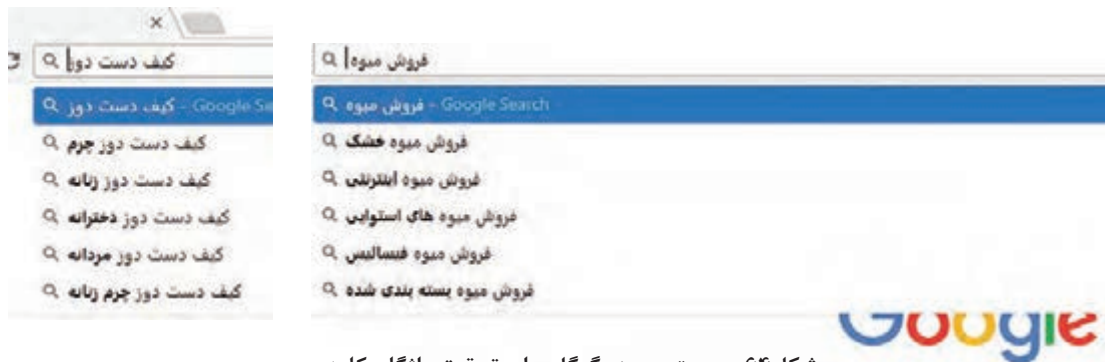 کیف دست دوز
کیف دست دوز - Google Se
کیف دست دوز چرم
کیف دست دوز زنانه
کیف دست دوز دخترانه
کیف دست دوز مردانه
کیف دست دوز چرم زنانه
فروش میوه
فروش میوه - Google Search
فروش میوه خشک
فروش میوه اینترنتی
فروش میوه های استوایی
فروش میوه فیسالیس
فروش میوه بسته بندی شده
Google